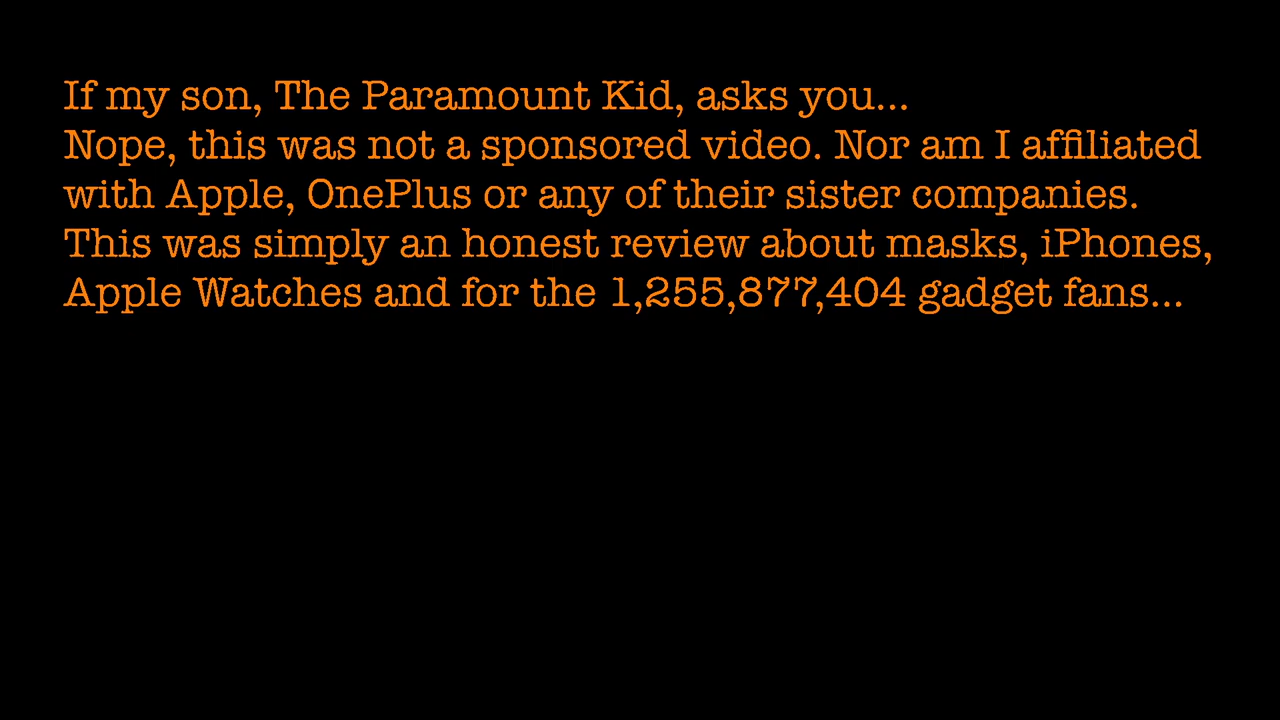 If my son, The Paramount Kid, asks you...
Nope, this was not a sponsored video. Nor am I affiliated
with Apple, OnePlus or any of their sister companies.
This was simply an honest review about masks, iPhones,
Apple Watches and for the 1,255,877,404 gadget fans...